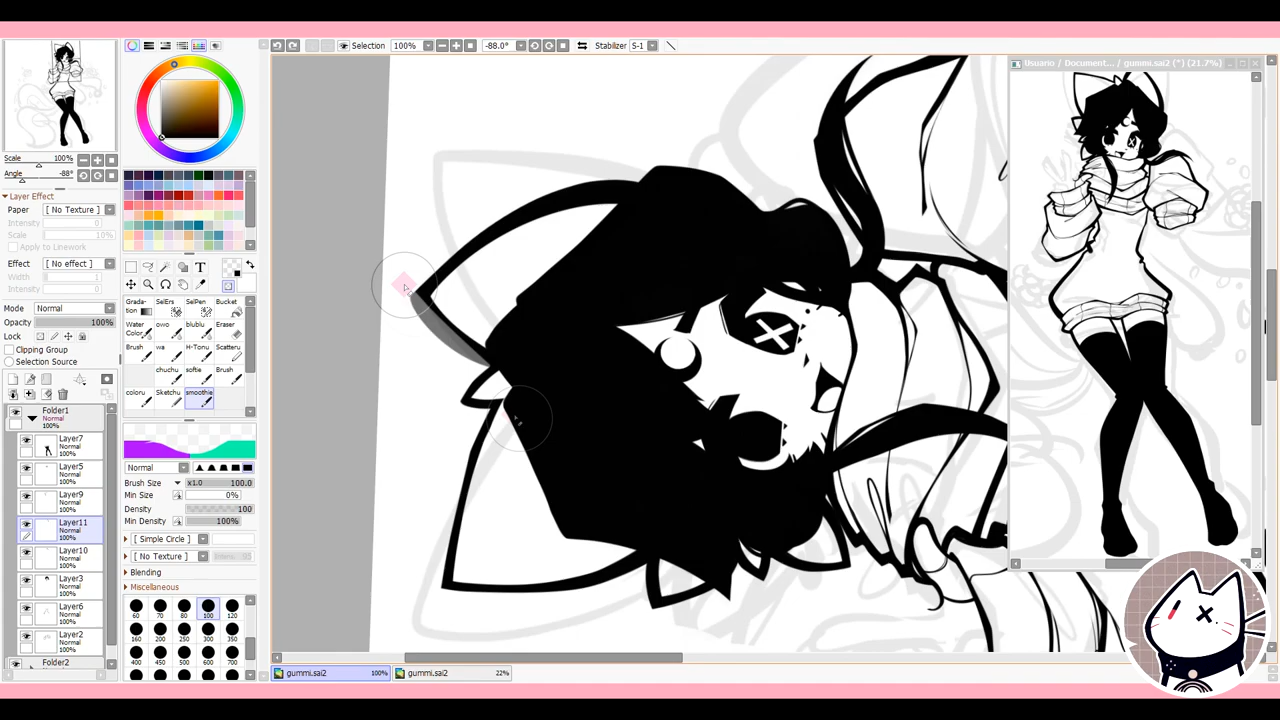 Selection 100% -88.0° Stabilizer S-1
Usuario / Document... / gummi.sai2 (*) (21.7%)
Scale 100%
Angle -88°
Layer Effect
Paper [ No Texture ]
Intensity
Scale 10%
Apply to Linework
Effect [ No effect ]
Width 1
Intensity
Mode Normal
Opacity 100%
Lock
Clipping Group
Selection Source
Folder1
Normal
100%
Layer7
Normal
100%
Layer5
Normal
100%
Layer9
Normal
100%
Layer11
Normal
100%
Layer10
Normal
100%
Layer3
Normal
100%
Layer6
Normal
100%
Layer2
Normal
100%
Folder2
T
Grada-tion SelErs SelPen Bucket
Water Color owo blublu Eraser
Brush wa H-Tonu Scatteru
chuchu softie Brush
coloru Sketchu smoothie
Normal
Brush Size x1.0 100.0
Min Size 0%
Density 100
Min Density 100%
[ Simple Circle ]
[ No Texture ]
Blending
Miscellaneous
60 70 80 100 120
160 200 250 300 350
400 450 500 600 700
gummi.sai2 100% gummi.sai2 22%